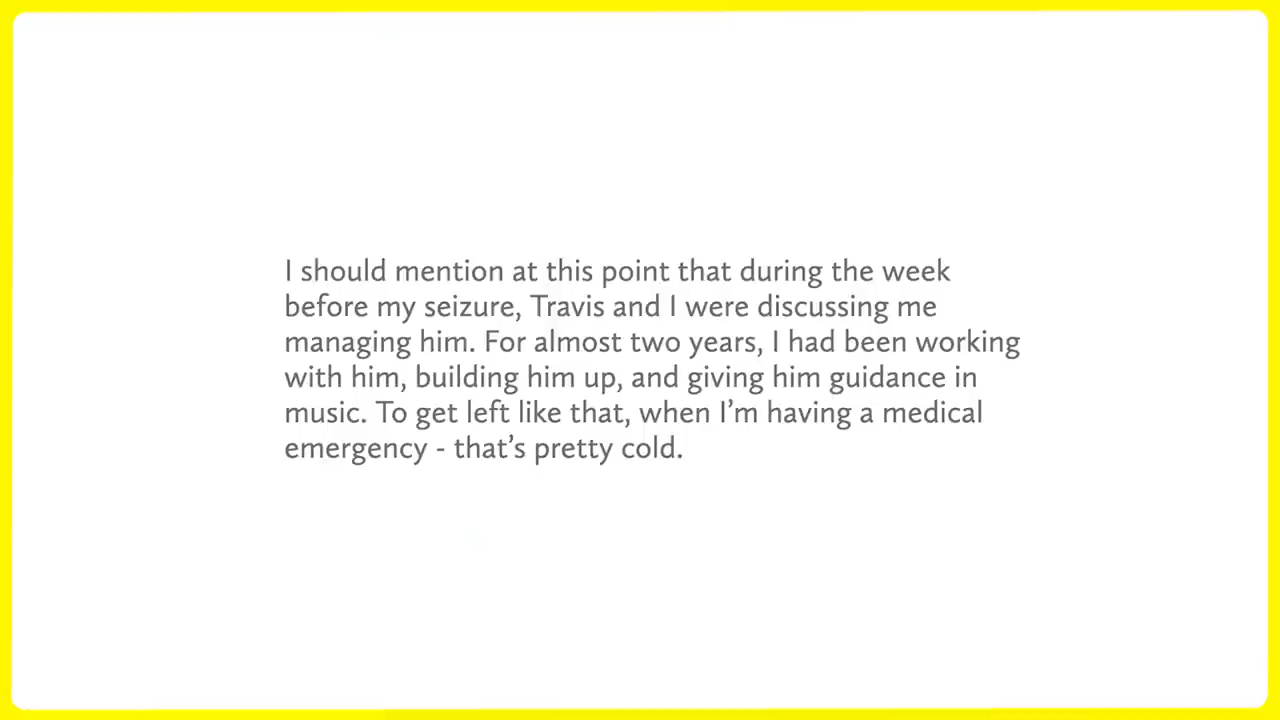 I should mention at this point that during the week
before my seizure, Travis and I were discussing me
managing him. For almost two years, I had been working
with him, building him up, and giving him guidance in
music. To get left like that, when I’m having a medical
emergency - that’s pretty cold.